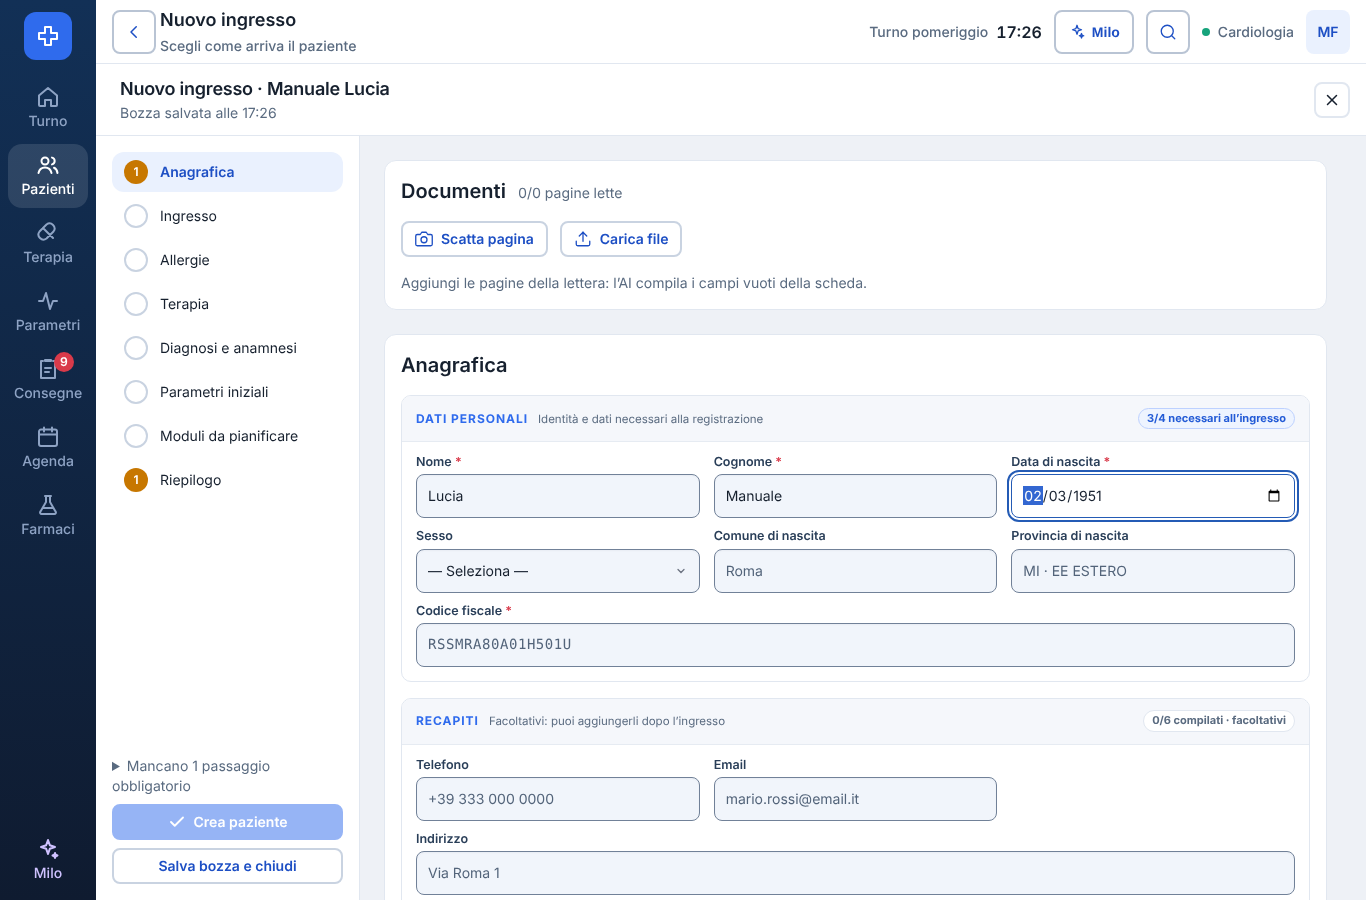 Nuovo ingresso
Scegli come arriva il paziente
Turno pomeriggio 17:26
Milo
Cardiologia
MF
Turno
Pazienti
Terapia
Parametri
9
Consegne
Agenda
Farmaci
Milo
Nuovo ingresso · Manuale Lucia
Bozza salvata alle 17:26
1 Anagrafica
Ingresso
Allergie
Terapia
Diagnosi e anamnesi
Parametri iniziali
Moduli da pianificare
1 Riepilogo
Mancano 1 passaggio
obbligatorio
Crea paziente
Salva bozza e chiudi
Documenti 0/0 pagine lette
Scatta pagina
Carica file
Aggiungi le pagine della lettera: l’AI compila i campi vuoti della scheda.
Anagrafica
DATI PERSONALI Identità e dati necessari alla registrazione 3/4 necessari all’ingresso
Nome * Cognome * Data di nascita *
Lucia Manuale 02/03/1951
Sesso Comune di nascita Provincia di nascita
— Seleziona — Roma MI · EE ESTERO
Codice fiscale *
RSSMRA80A01H501U
RECAPITI Facoltativi: puoi aggiungerli dopo l’ingresso 0/6 compilati · facoltativi
Telefono Email
+39 333 000 0000 mario.rossi@email.it
Indirizzo
Via Roma 1